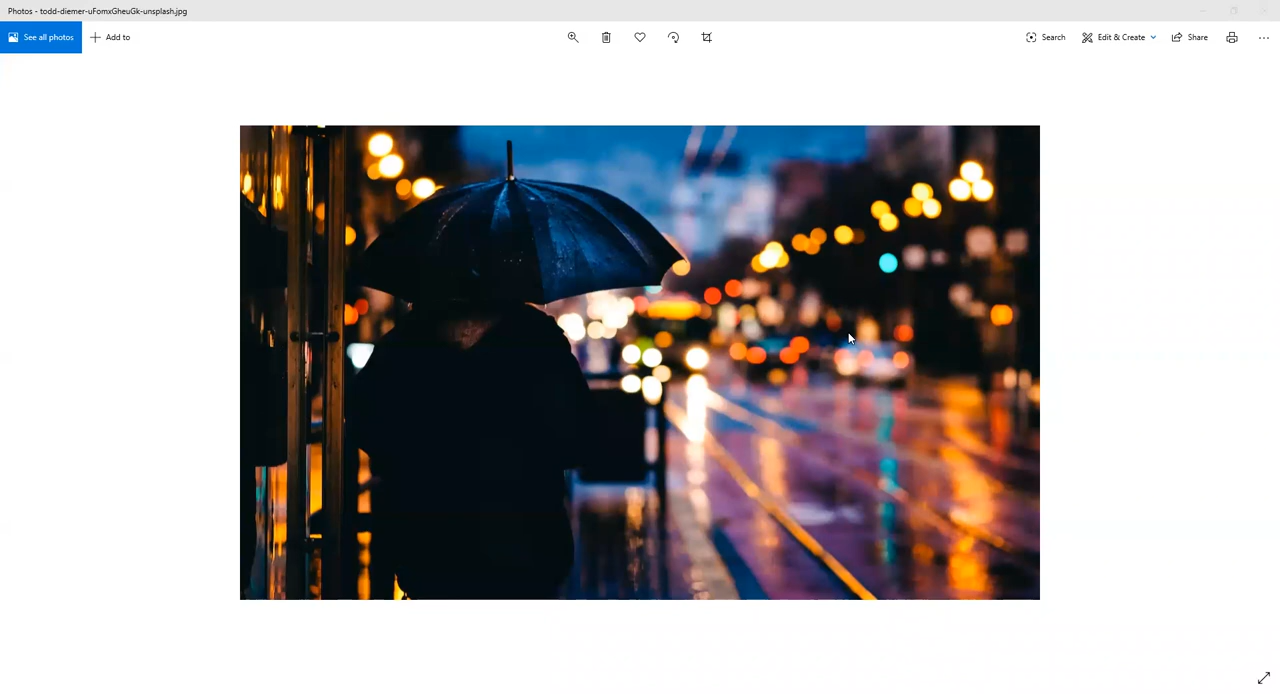 Photos - todd-diemer-uFomxGheuGk-unsplash.jpg
See all photos
Add to
Search
Edit & Create
Share